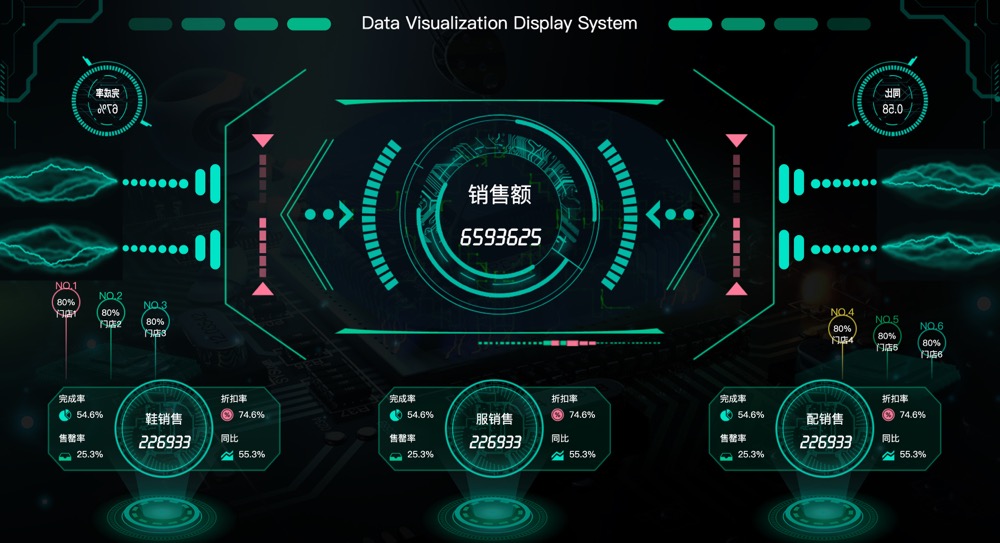 Data Visualization Display System
完成率
67%
同比
0.58
销售额
6593625
NO.1
80%
门店1
NO.2
80%
门店2
NO.3
80%
门店3
NO.4
80%
门店4
NO.5
80%
门店5
NO.6
80%
门店6
完成率
54.6%
售罄率
25.3%
鞋销售
226933
折扣率
74.6%
同比
55.3%
完成率
54.6%
售罄率
25.3%
服销售
226933
折扣率
74.6%
同比
55.3%
完成率
54.6%
售罄率
25.3%
配销售
226933
折扣率
74.6%
同比
55.3%